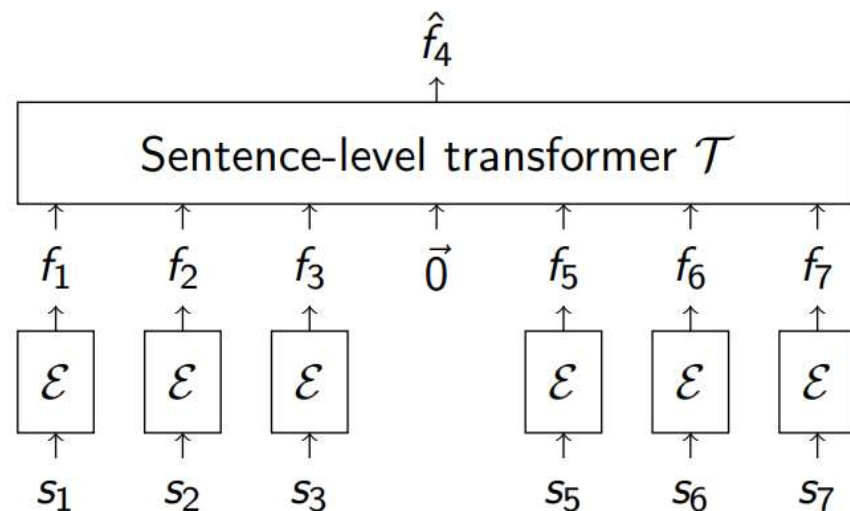 f̂₄
Sentence-level transformer 𝒯
f₁ f₂ f₃ 0⃗ f₅ f₆ f₇
ℰ ℰ ℰ ℰ ℰ ℰ
s₁ s₂ s₃ s₅ s₆ s₇